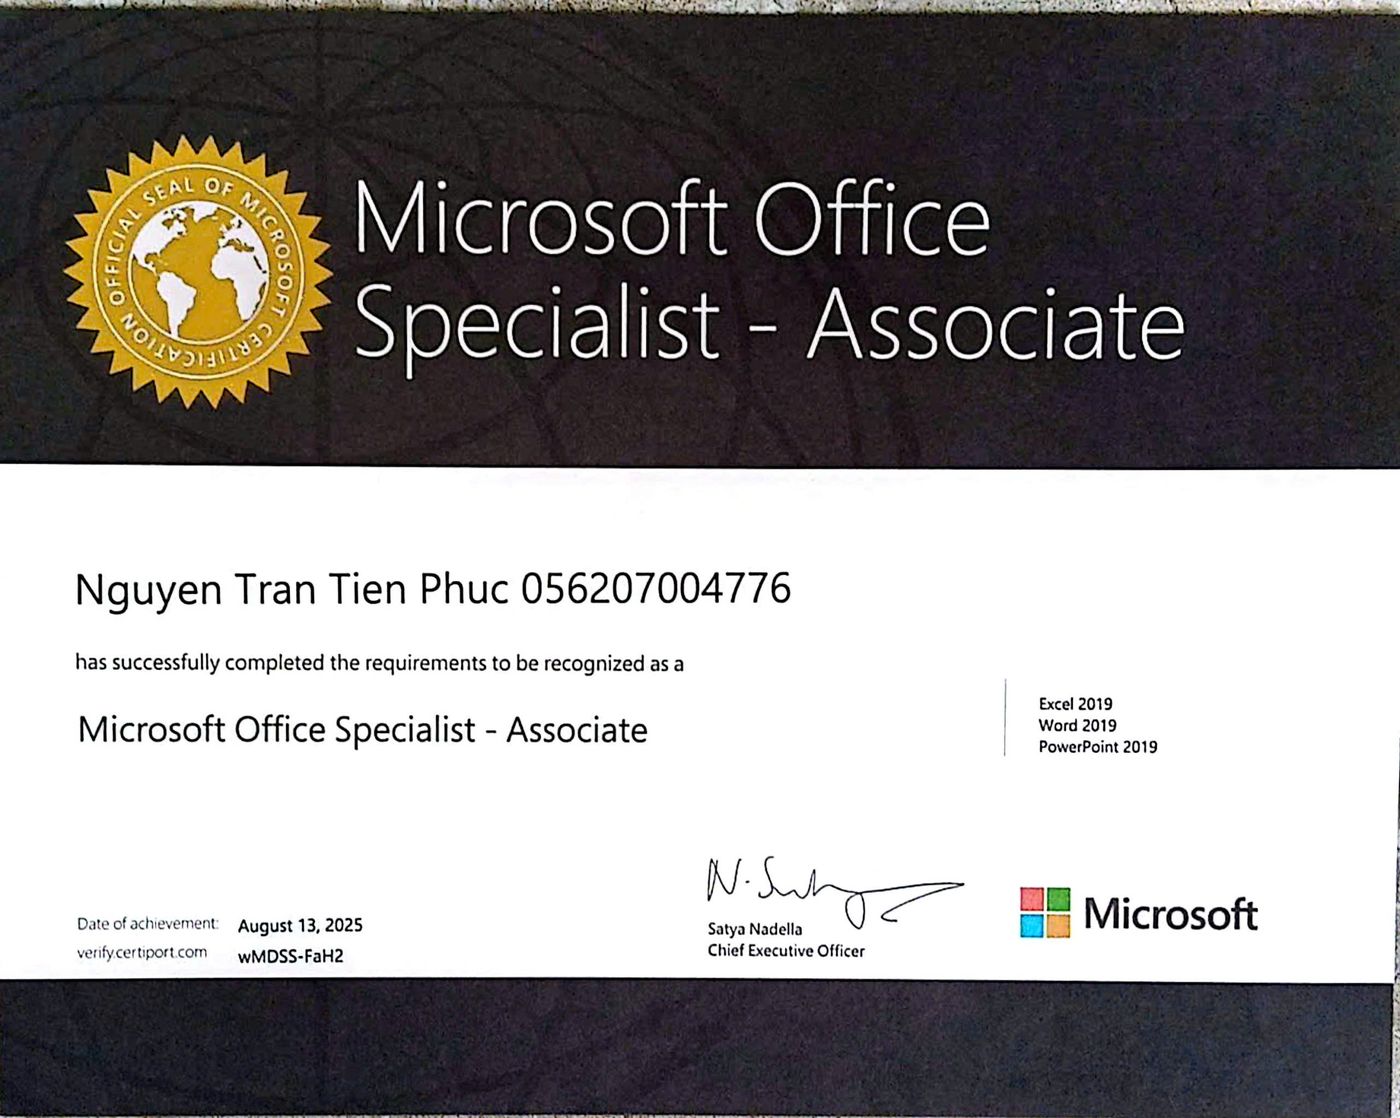 OFFICIAL SEAL OF MICROSOFT CERTIFICATION
Microsoft Office
Specialist - Associate
Nguyen Tran Tien Phuc 056207004776
has successfully completed the requirements to be recognized as a
Microsoft Office Specialist - Associate
Excel 2019
Word 2019
PowerPoint 2019
Date of achievement: August 13, 2025
verify.certiport.com wMDSS-FaH2
N. Satya
Satya Nadella
Chief Executive Officer
Microsoft